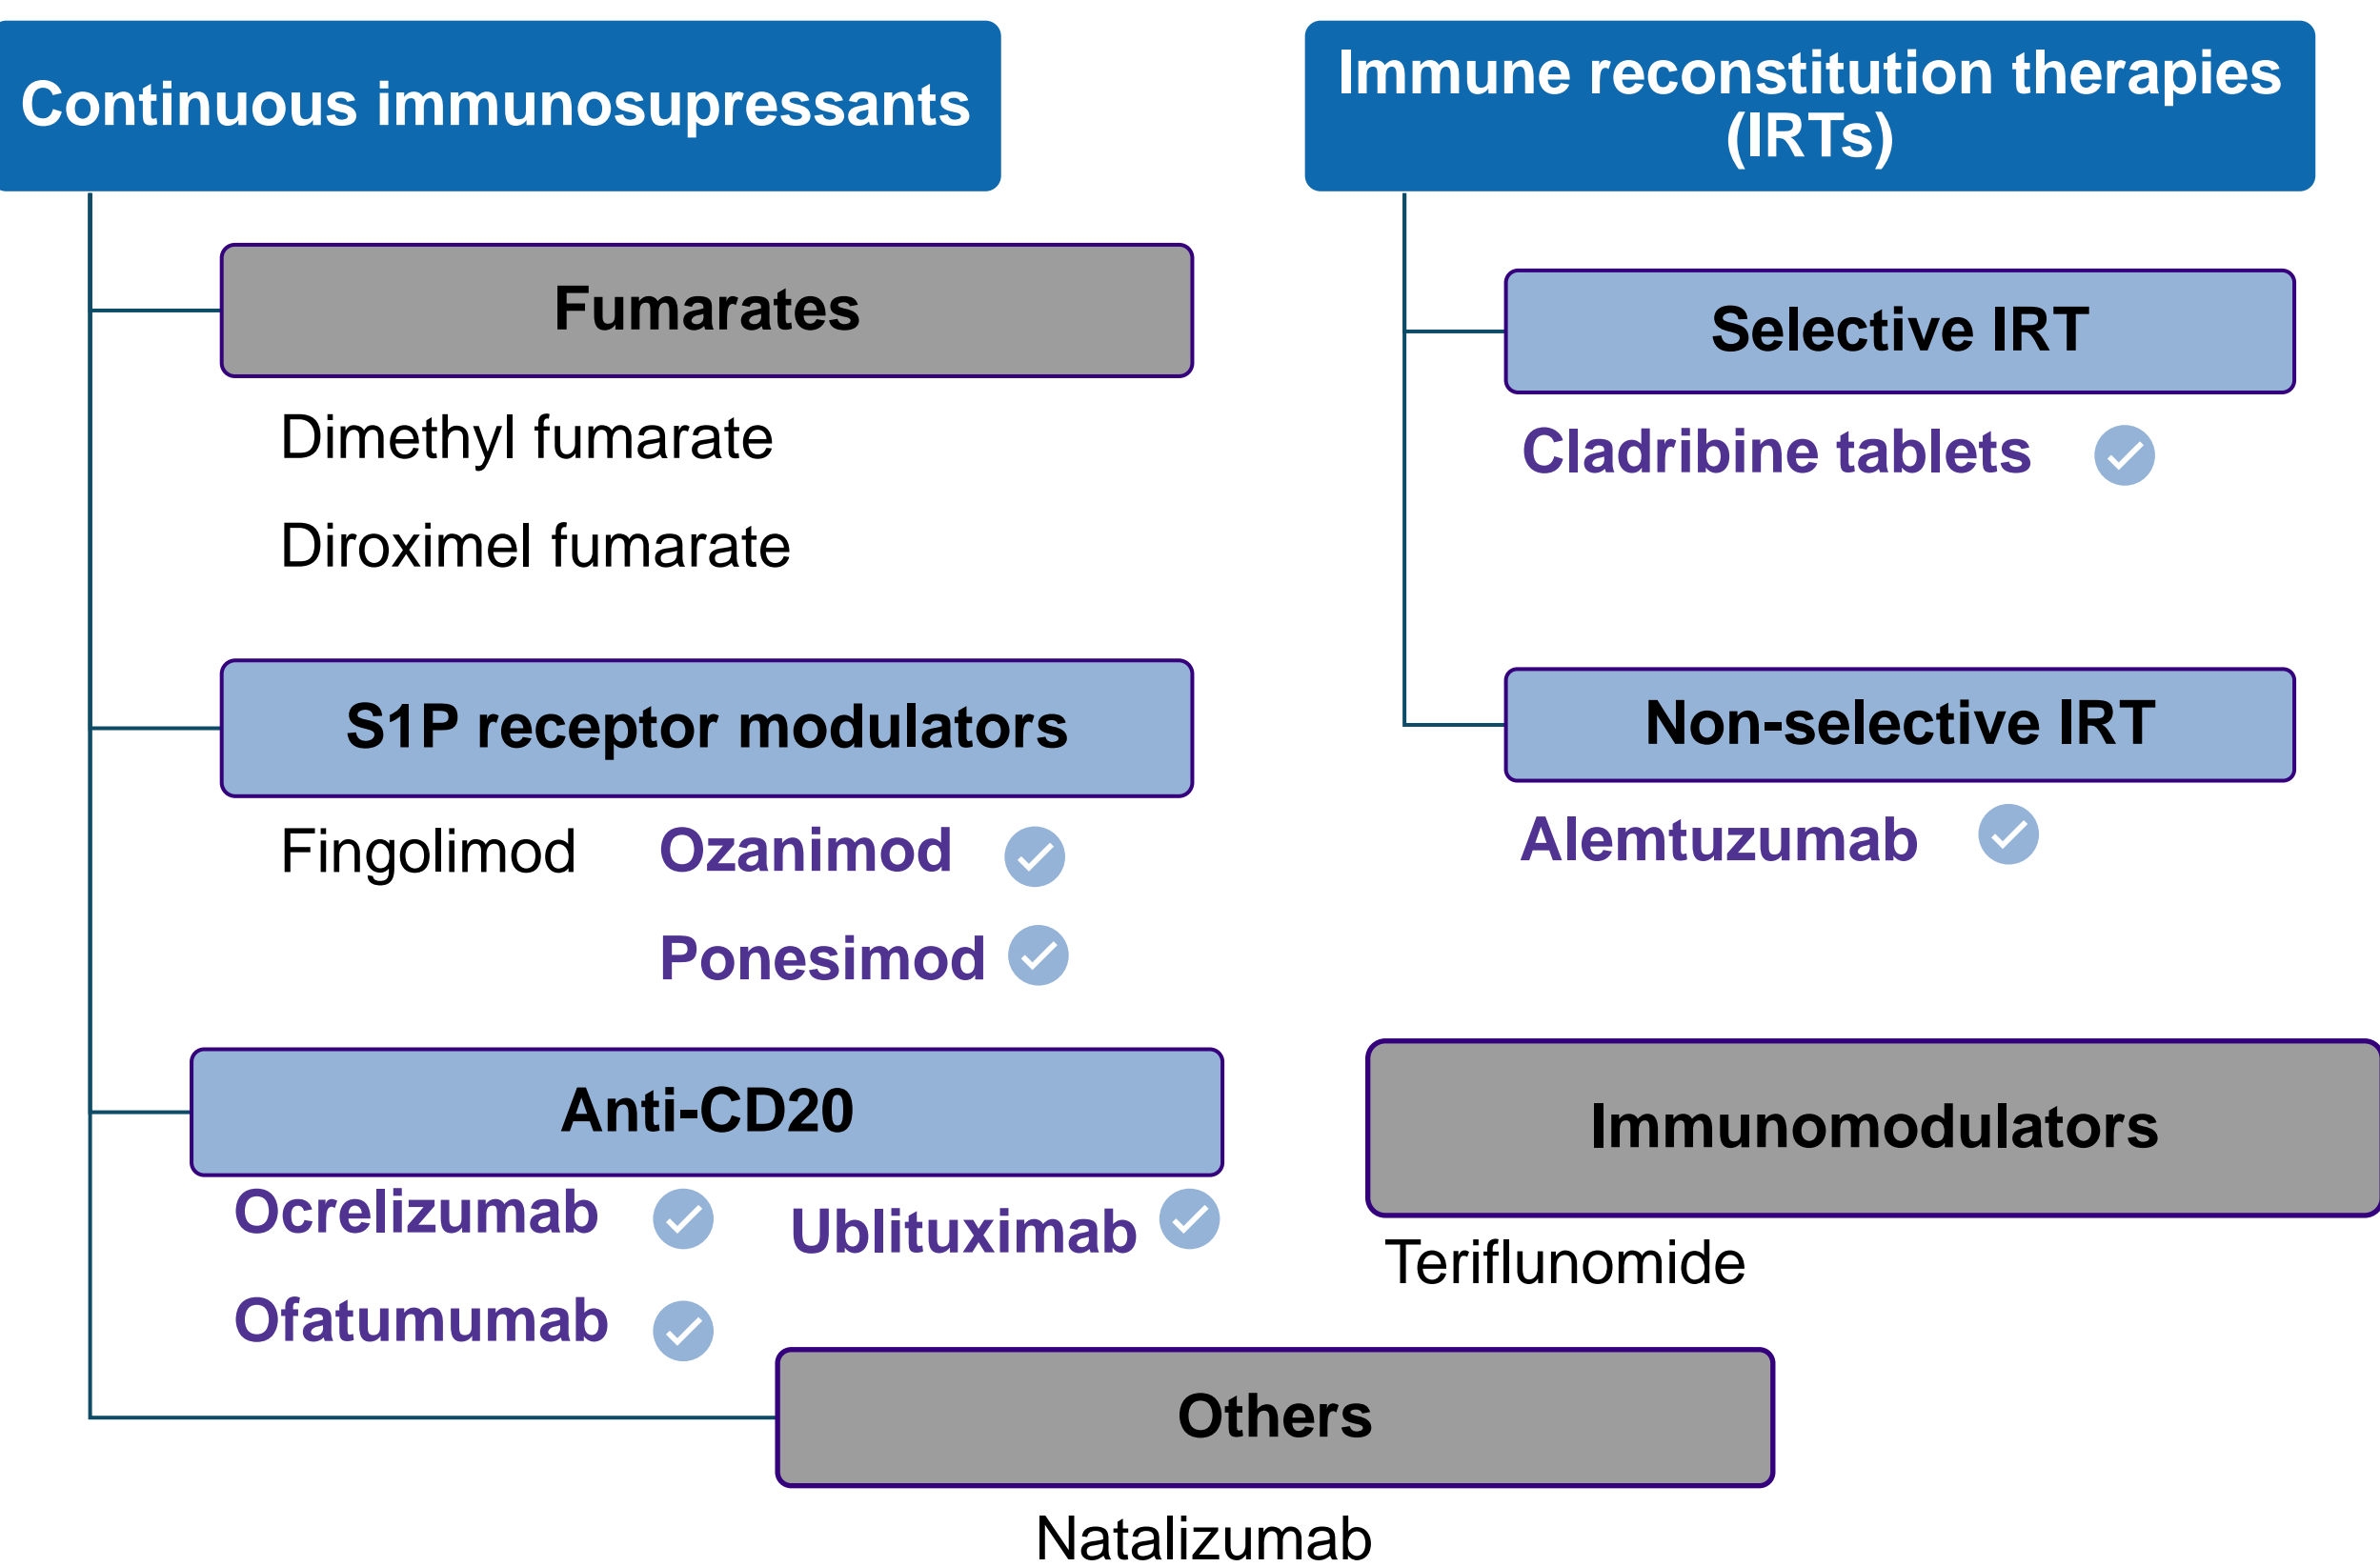 Continuous immunosupressants
Fumarates
Dimethyl fumarate
Diroximel fumarate
S1P receptor modulators
Fingolimod
Ozanimod
Ponesimod
Anti-CD20
Ocrelizumab
Ublituximab
Ofatumumab
Others
Natalizumab
Immune reconstitution therapies
(IRTs)
Selective IRT
Cladribine tablets
Non-selective IRT
Alemtuzumab
Immunomodulators
Teriflunomide